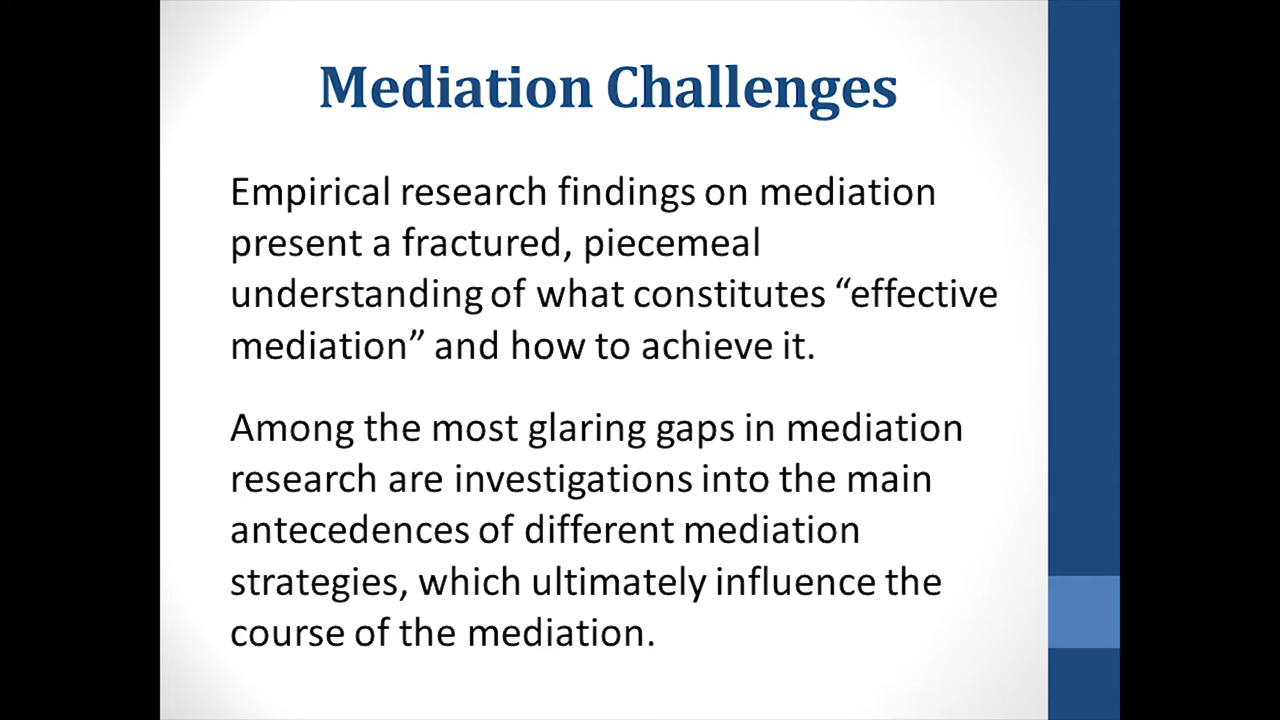 Mediation Challenges
Empirical research findings on mediation
present a fractured, piecemeal
understanding of what constitutes “effective
mediation” and how to achieve it.
Among the most glaring gaps in mediation
research are investigations into the main
antecedences of different mediation
strategies, which ultimately influence the
course of the mediation.